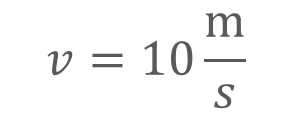 v = 10 m/s